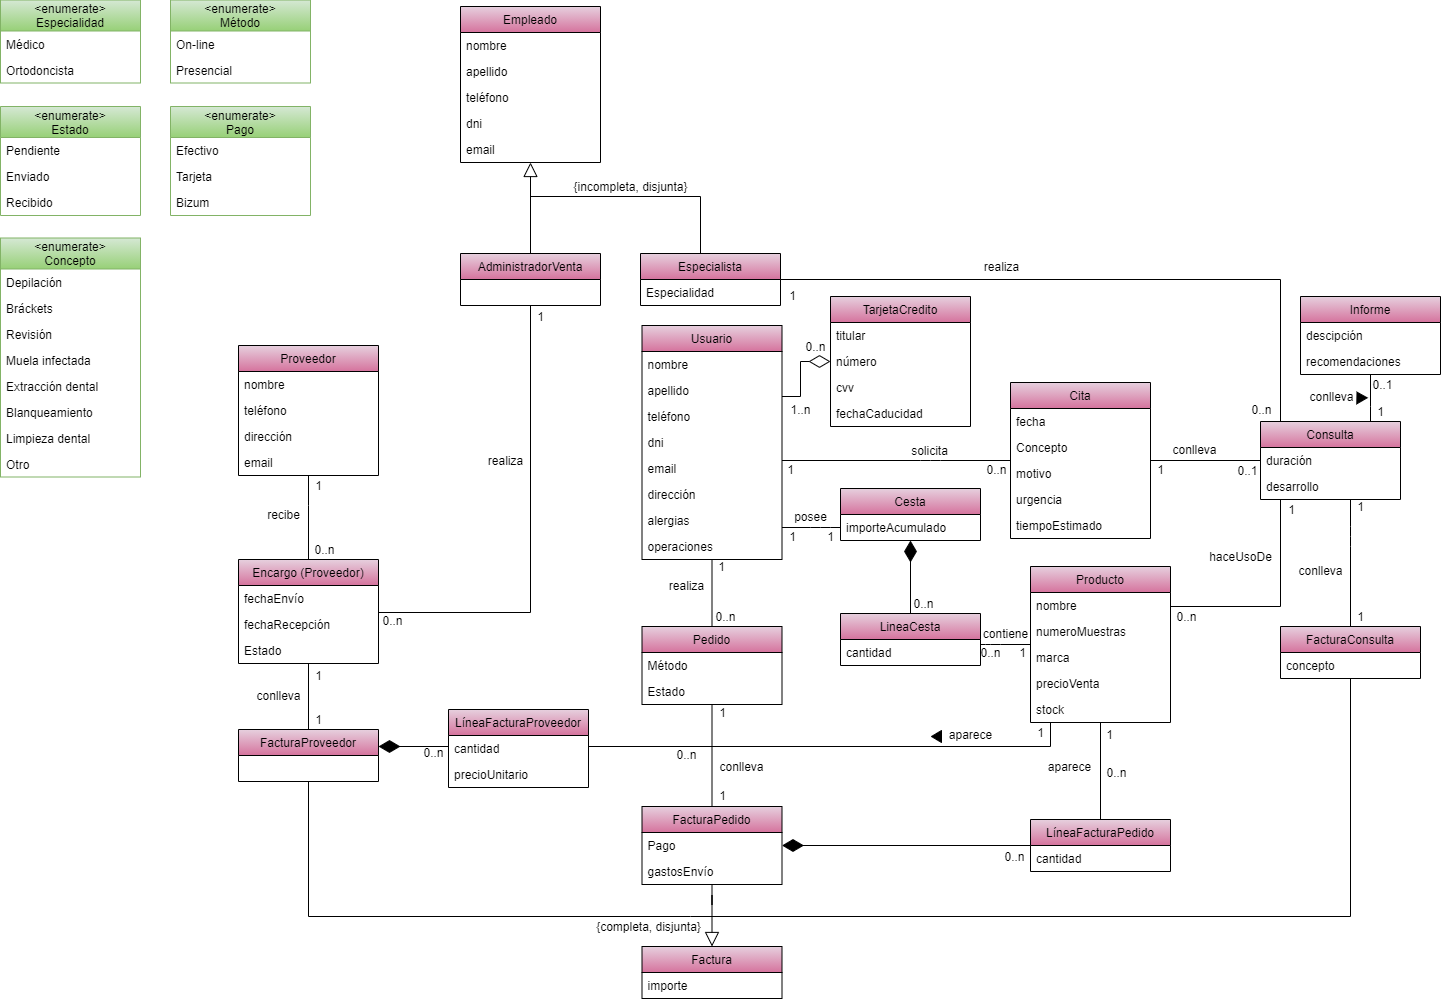 <enumerate>
Especialidad
Médico
Ortodoncista
<enumerate>
Método
On-line
Presencial
<enumerate>
Estado
Pendiente
Enviado
Recibido
<enumerate>
Pago
Efectivo
Tarjeta
Bizum
<enumerate>
Concepto
Depilación
Bráckets
Revisión
Muela infectada
Extracción dental
Blanqueamiento
Limpieza dental
Otro
Empleado
nombre
apellido
teléfono
dni
email
{incompleta, disjunta}
AdministradorVenta
1
realiza
0..n
Especialista
Especialidad
1
realiza
0..n
Proveedor
nombre
teléfono
dirección
email
1
recibe
0..n
Encargo (Proveedor)
fechaEnvío
fechaRecepción
Estado
1
conlleva
1
FacturaProveedor
0..n
LíneaFacturaProveedor
cantidad
precioUnitario
0..n
aparece
1
Usuario
nombre
apellido
teléfono
dni
email
dirección
alergias
operaciones
TarjetaCredito
titular
número
cvv
fechaCaducidad
0..n
1..n
1
solicita
0..n
Cita
fecha
Concepto
motivo
urgencia
tiempoEstimado
1
conlleva
0..1
Informe
descipción
recomendaciones
0..1
conlleva
1
Consulta
duración
desarrollo
1
haceUsoDe
0..n
1
conlleva
1
FacturaConsulta
concepto
posee
1
1
Cesta
importeAcumulado
0..n
LineaCesta
cantidad
contiene
0..n
1
Producto
nombre
numeroMuestras
marca
precioVenta
stock
1
aparece
0..n
LíneaFacturaPedido
cantidad
0..n
1
realiza
0..n
Pedido
Método
Estado
1
conlleva
1
FacturaPedido
Pago
gastosEnvío
{completa, disjunta}
Factura
importe